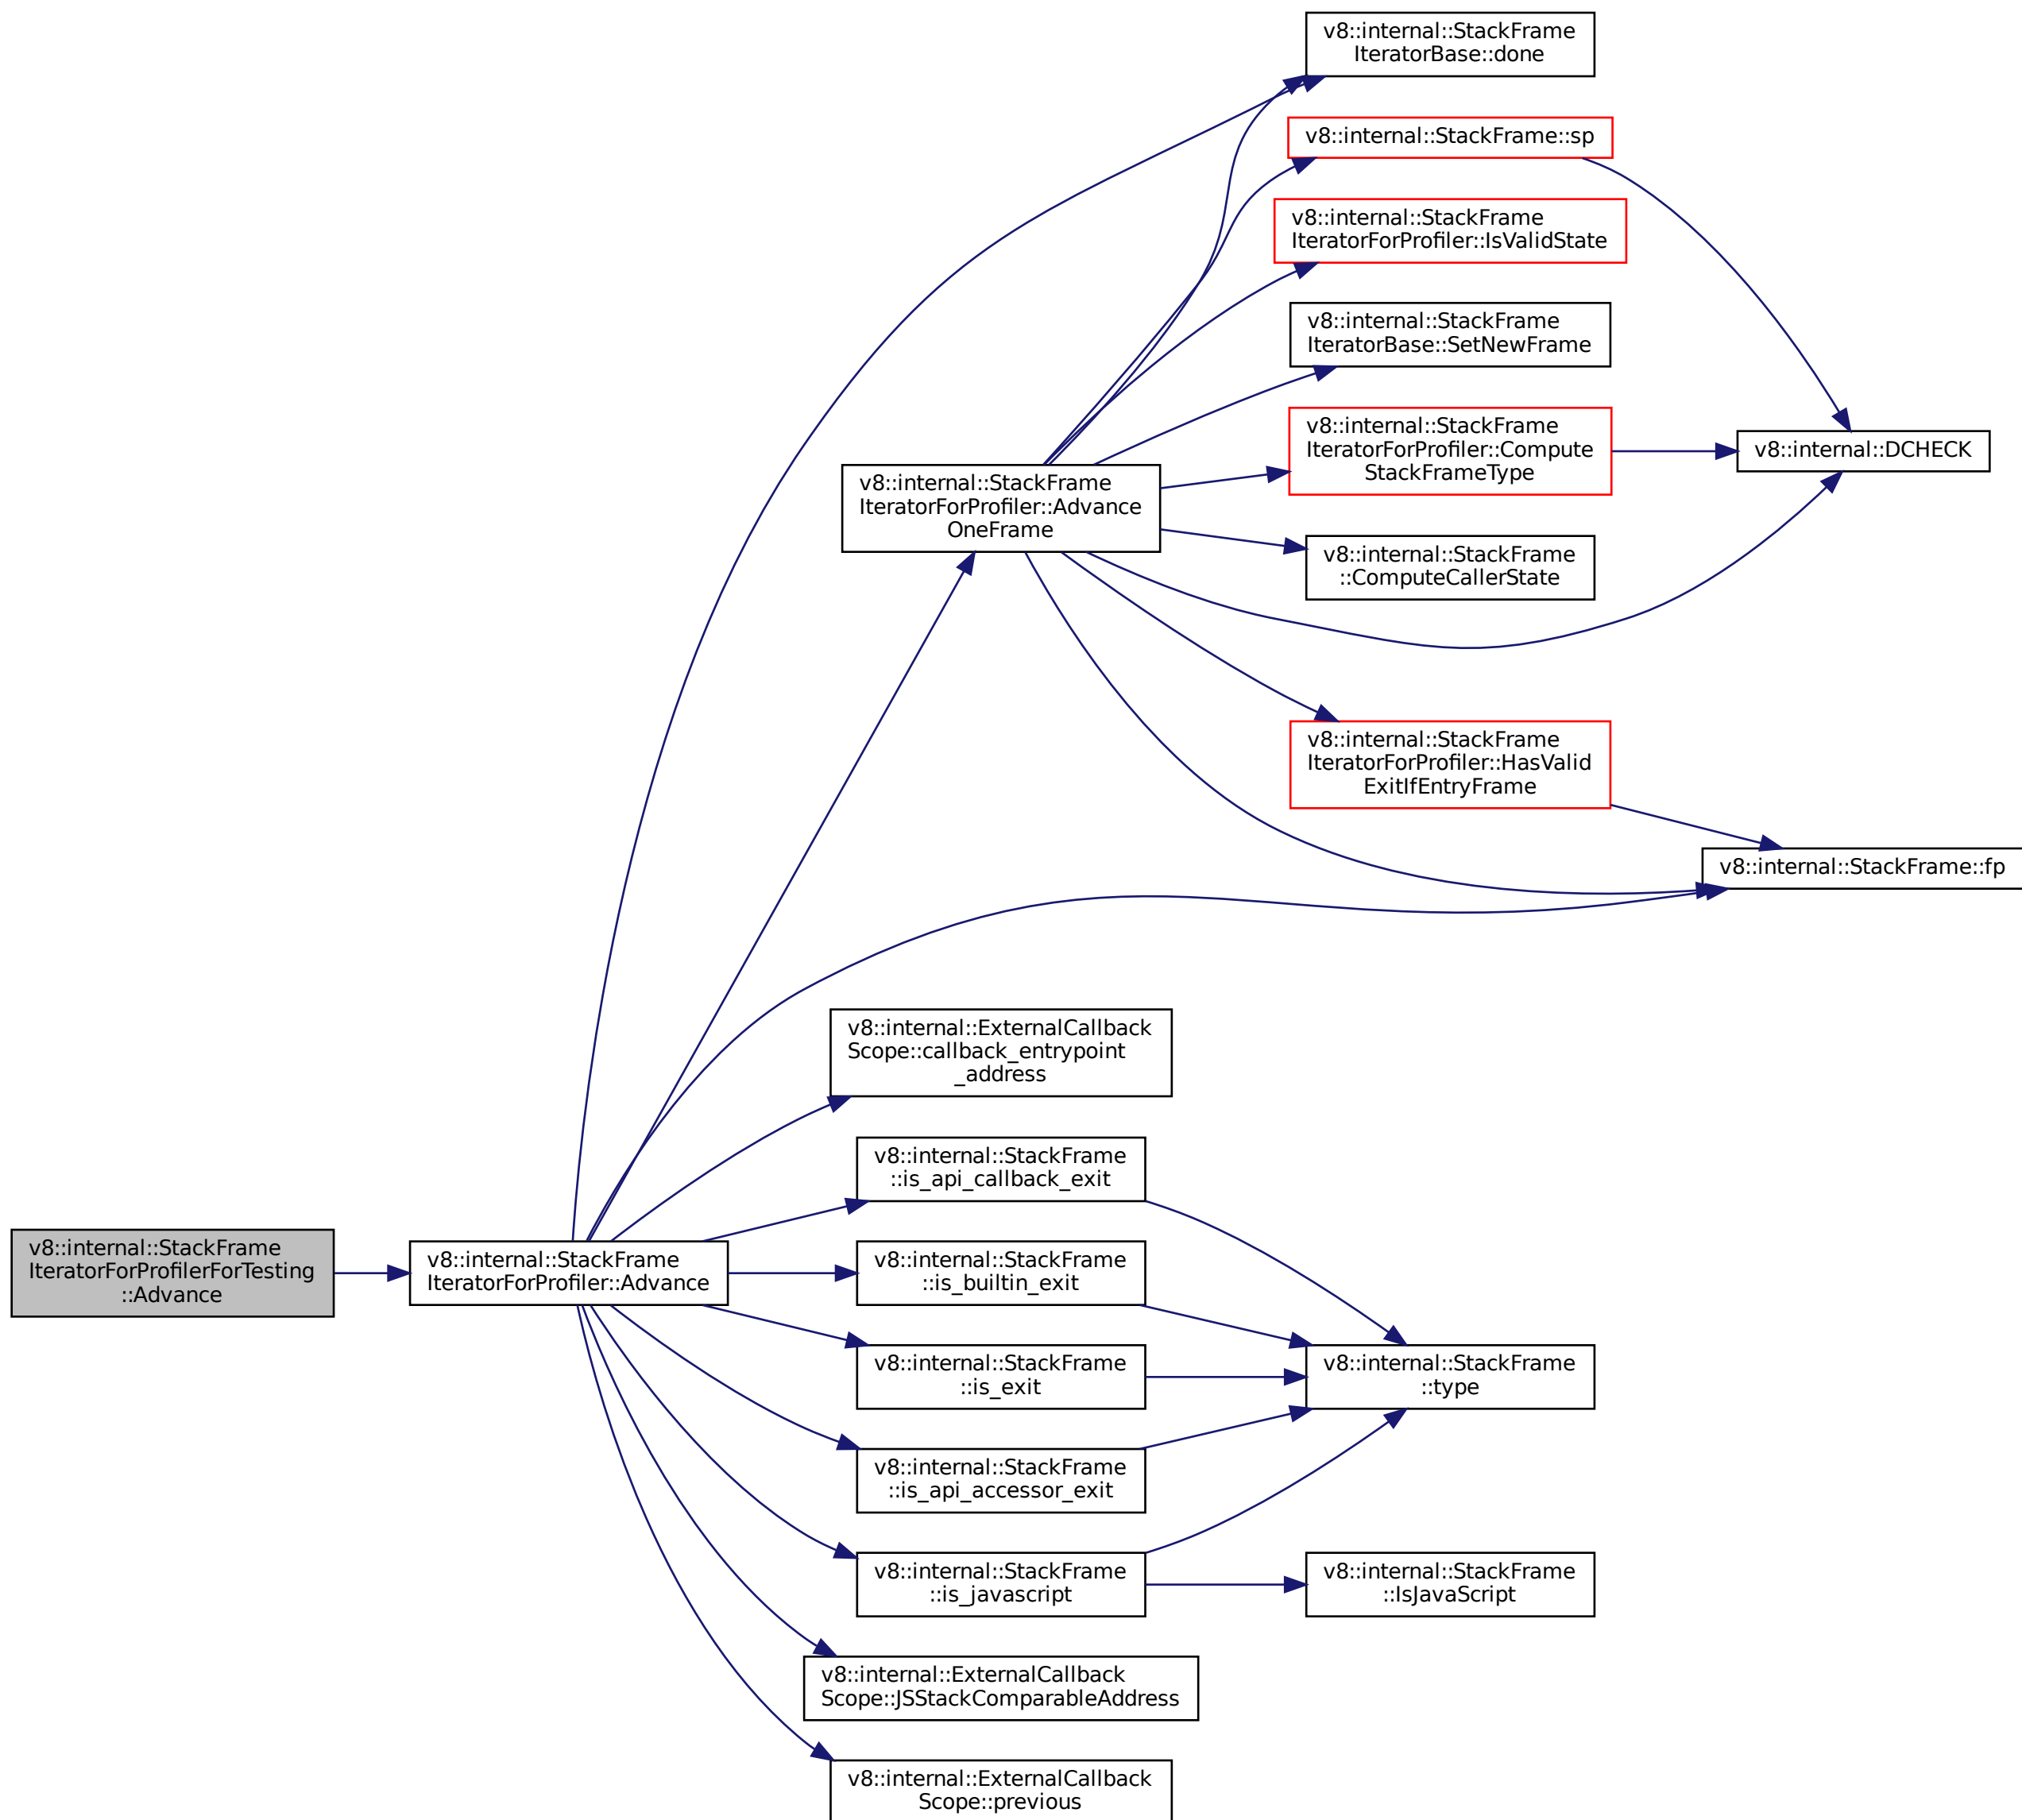 v8::internal::StackFrame
IteratorBase::done
v8::internal::StackFrame::sp
v8::internal::StackFrame
IteratorForProfiler::IsValidState
v8::internal::StackFrame
IteratorBase::SetNewFrame
v8::internal::StackFrame
IteratorForProfiler::Compute
StackFrameType
v8::internal::DCHECK
v8::internal::StackFrame
IteratorForProfiler::Advance
OneFrame
v8::internal::StackFrame
::ComputeCallerState
v8::internal::StackFrame
IteratorForProfiler::HasValid
ExitIfEntryFrame
v8::internal::StackFrame::fp
v8::internal::ExternalCallback
Scope::callback_entrypoint
_address
v8::internal::StackFrame
::is_api_callback_exit
v8::internal::StackFrame
IteratorForProfilerForTesting
::Advance
v8::internal::StackFrame
IteratorForProfiler::Advance
v8::internal::StackFrame
::is_builtin_exit
v8::internal::StackFrame
::is_exit
v8::internal::StackFrame
::type
v8::internal::StackFrame
::is_api_accessor_exit
v8::internal::StackFrame
::is_javascript
v8::internal::StackFrame
::IsJavaScript
v8::internal::ExternalCallback
Scope::JSStackComparableAddress
v8::internal::ExternalCallback
Scope::previous